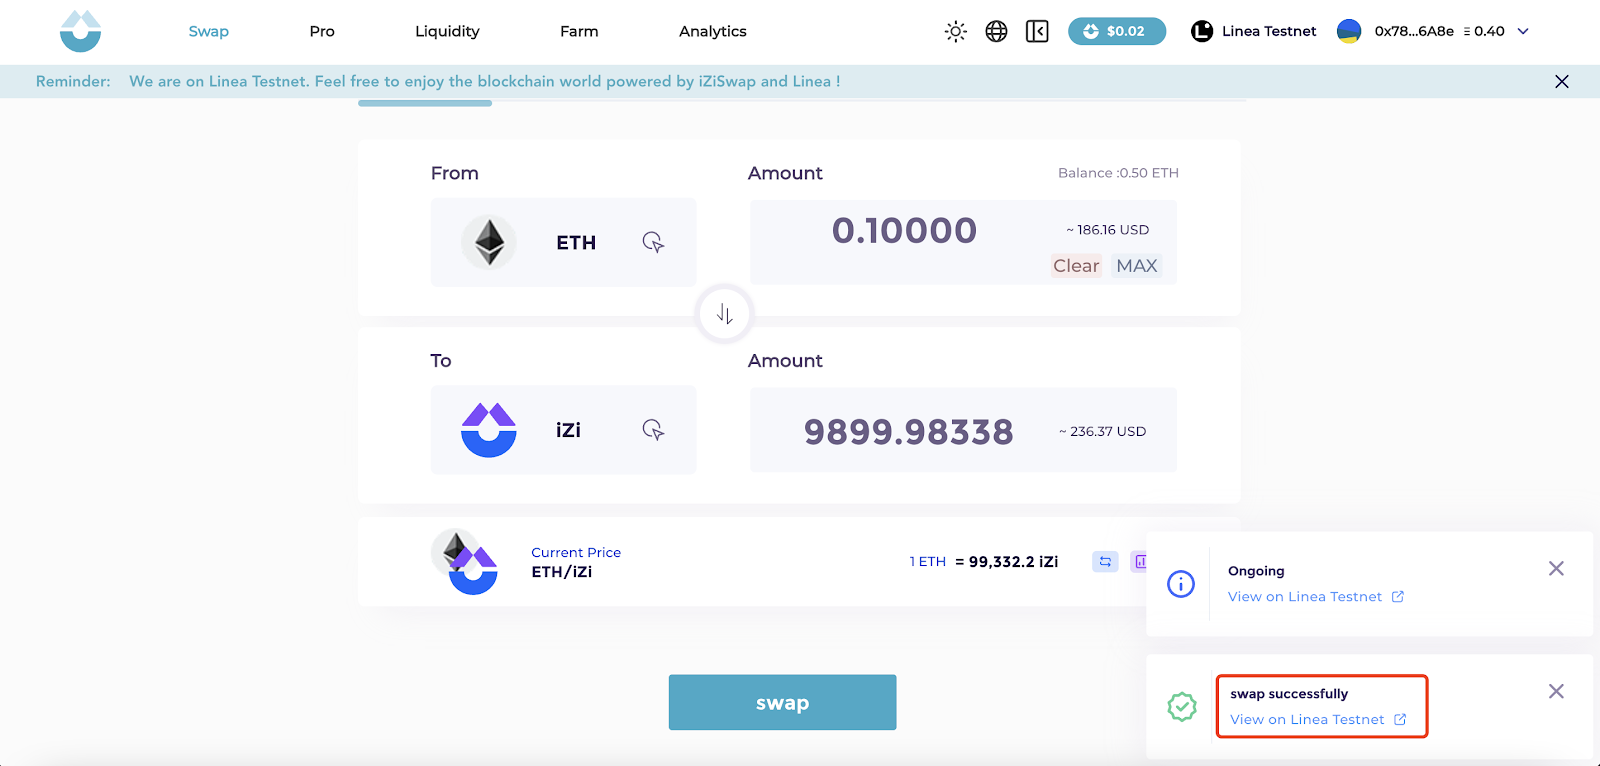 Swap
Pro
Liquidity
Farm
Analytics
$0.02
Linea Testnet
0x78...6A8e
0.40
Reminder: We are on Linea Testnet. Feel free to enjoy the blockchain world powered by iZiSwap and Linea !
From
Amount
Balance :0.50 ETH
ETH
0.10000
~ 186.16 USD
Clear
MAX
To
Amount
iZi
9899.98338
~ 236.37 USD
Current Price
ETH/iZi
1 ETH = 99,332.2 iZi
Ongoing
View on Linea Testnet
swap
swap successfully
View on Linea Testnet